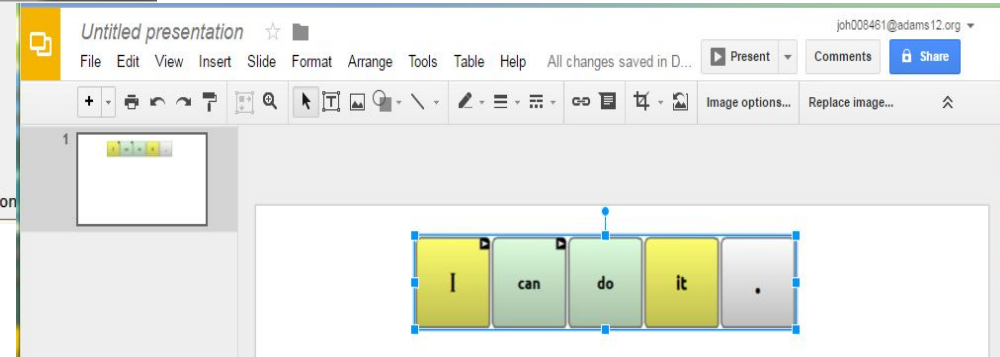 Untitled presentation
joh008461@adams12.org
File Edit View Insert Slide Format Arrange Tools Table Help All changes saved in D...
Present
Comments
Share
Image options...
Replace image...
1
on
I can do it .